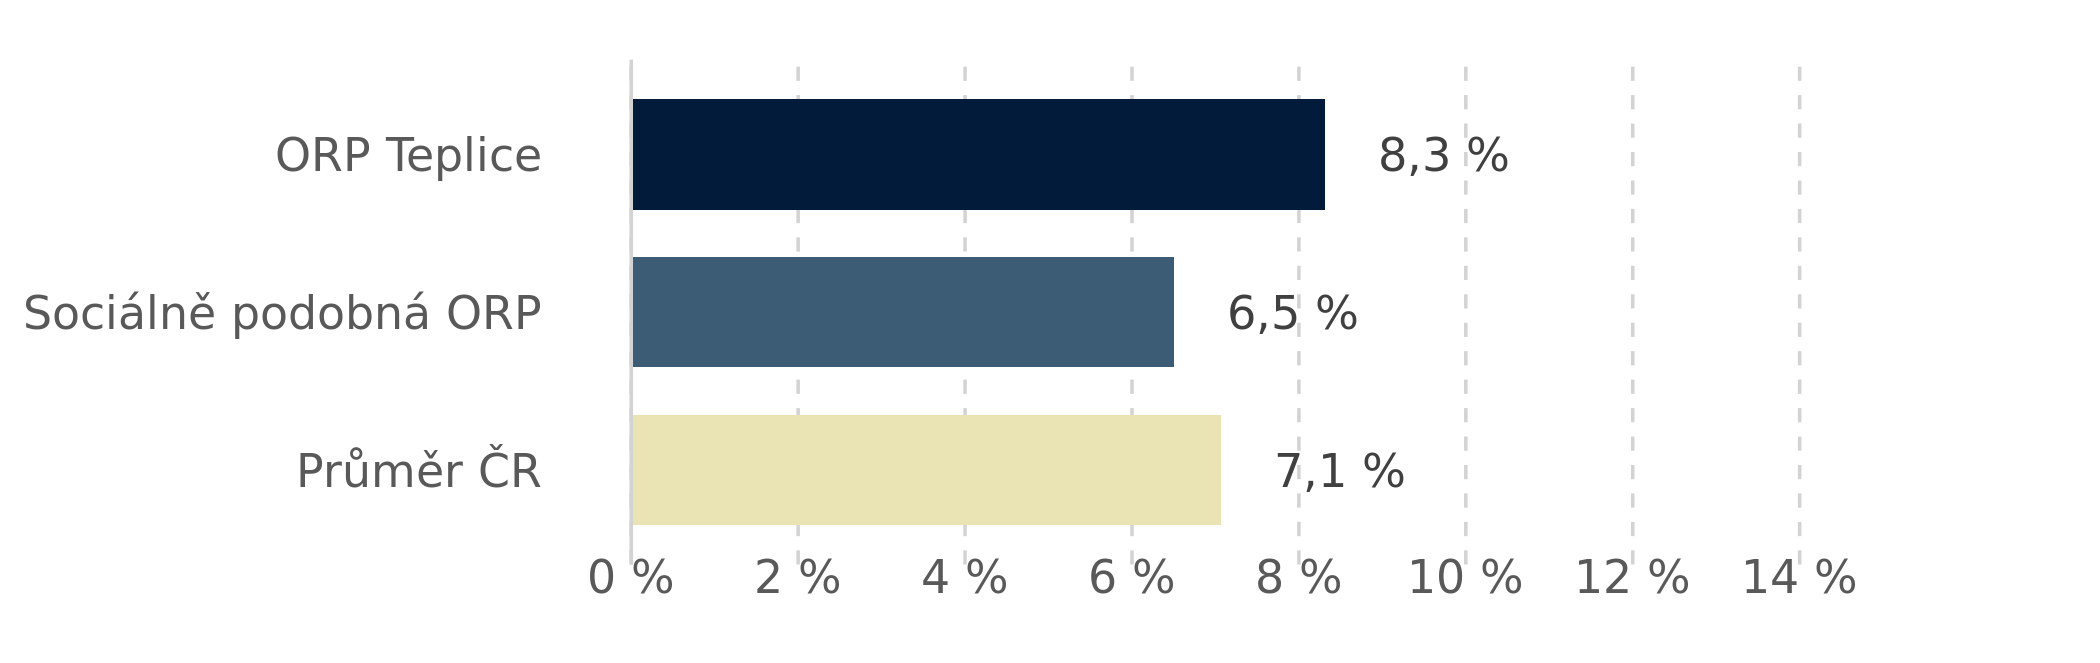 ORP Teplice
8,3 %
Sociálně podobná ORP
6,5 %
Průměr ČR
7,1 %
0 % 2 % 4 % 6 % 8 % 10 % 12 % 14 %